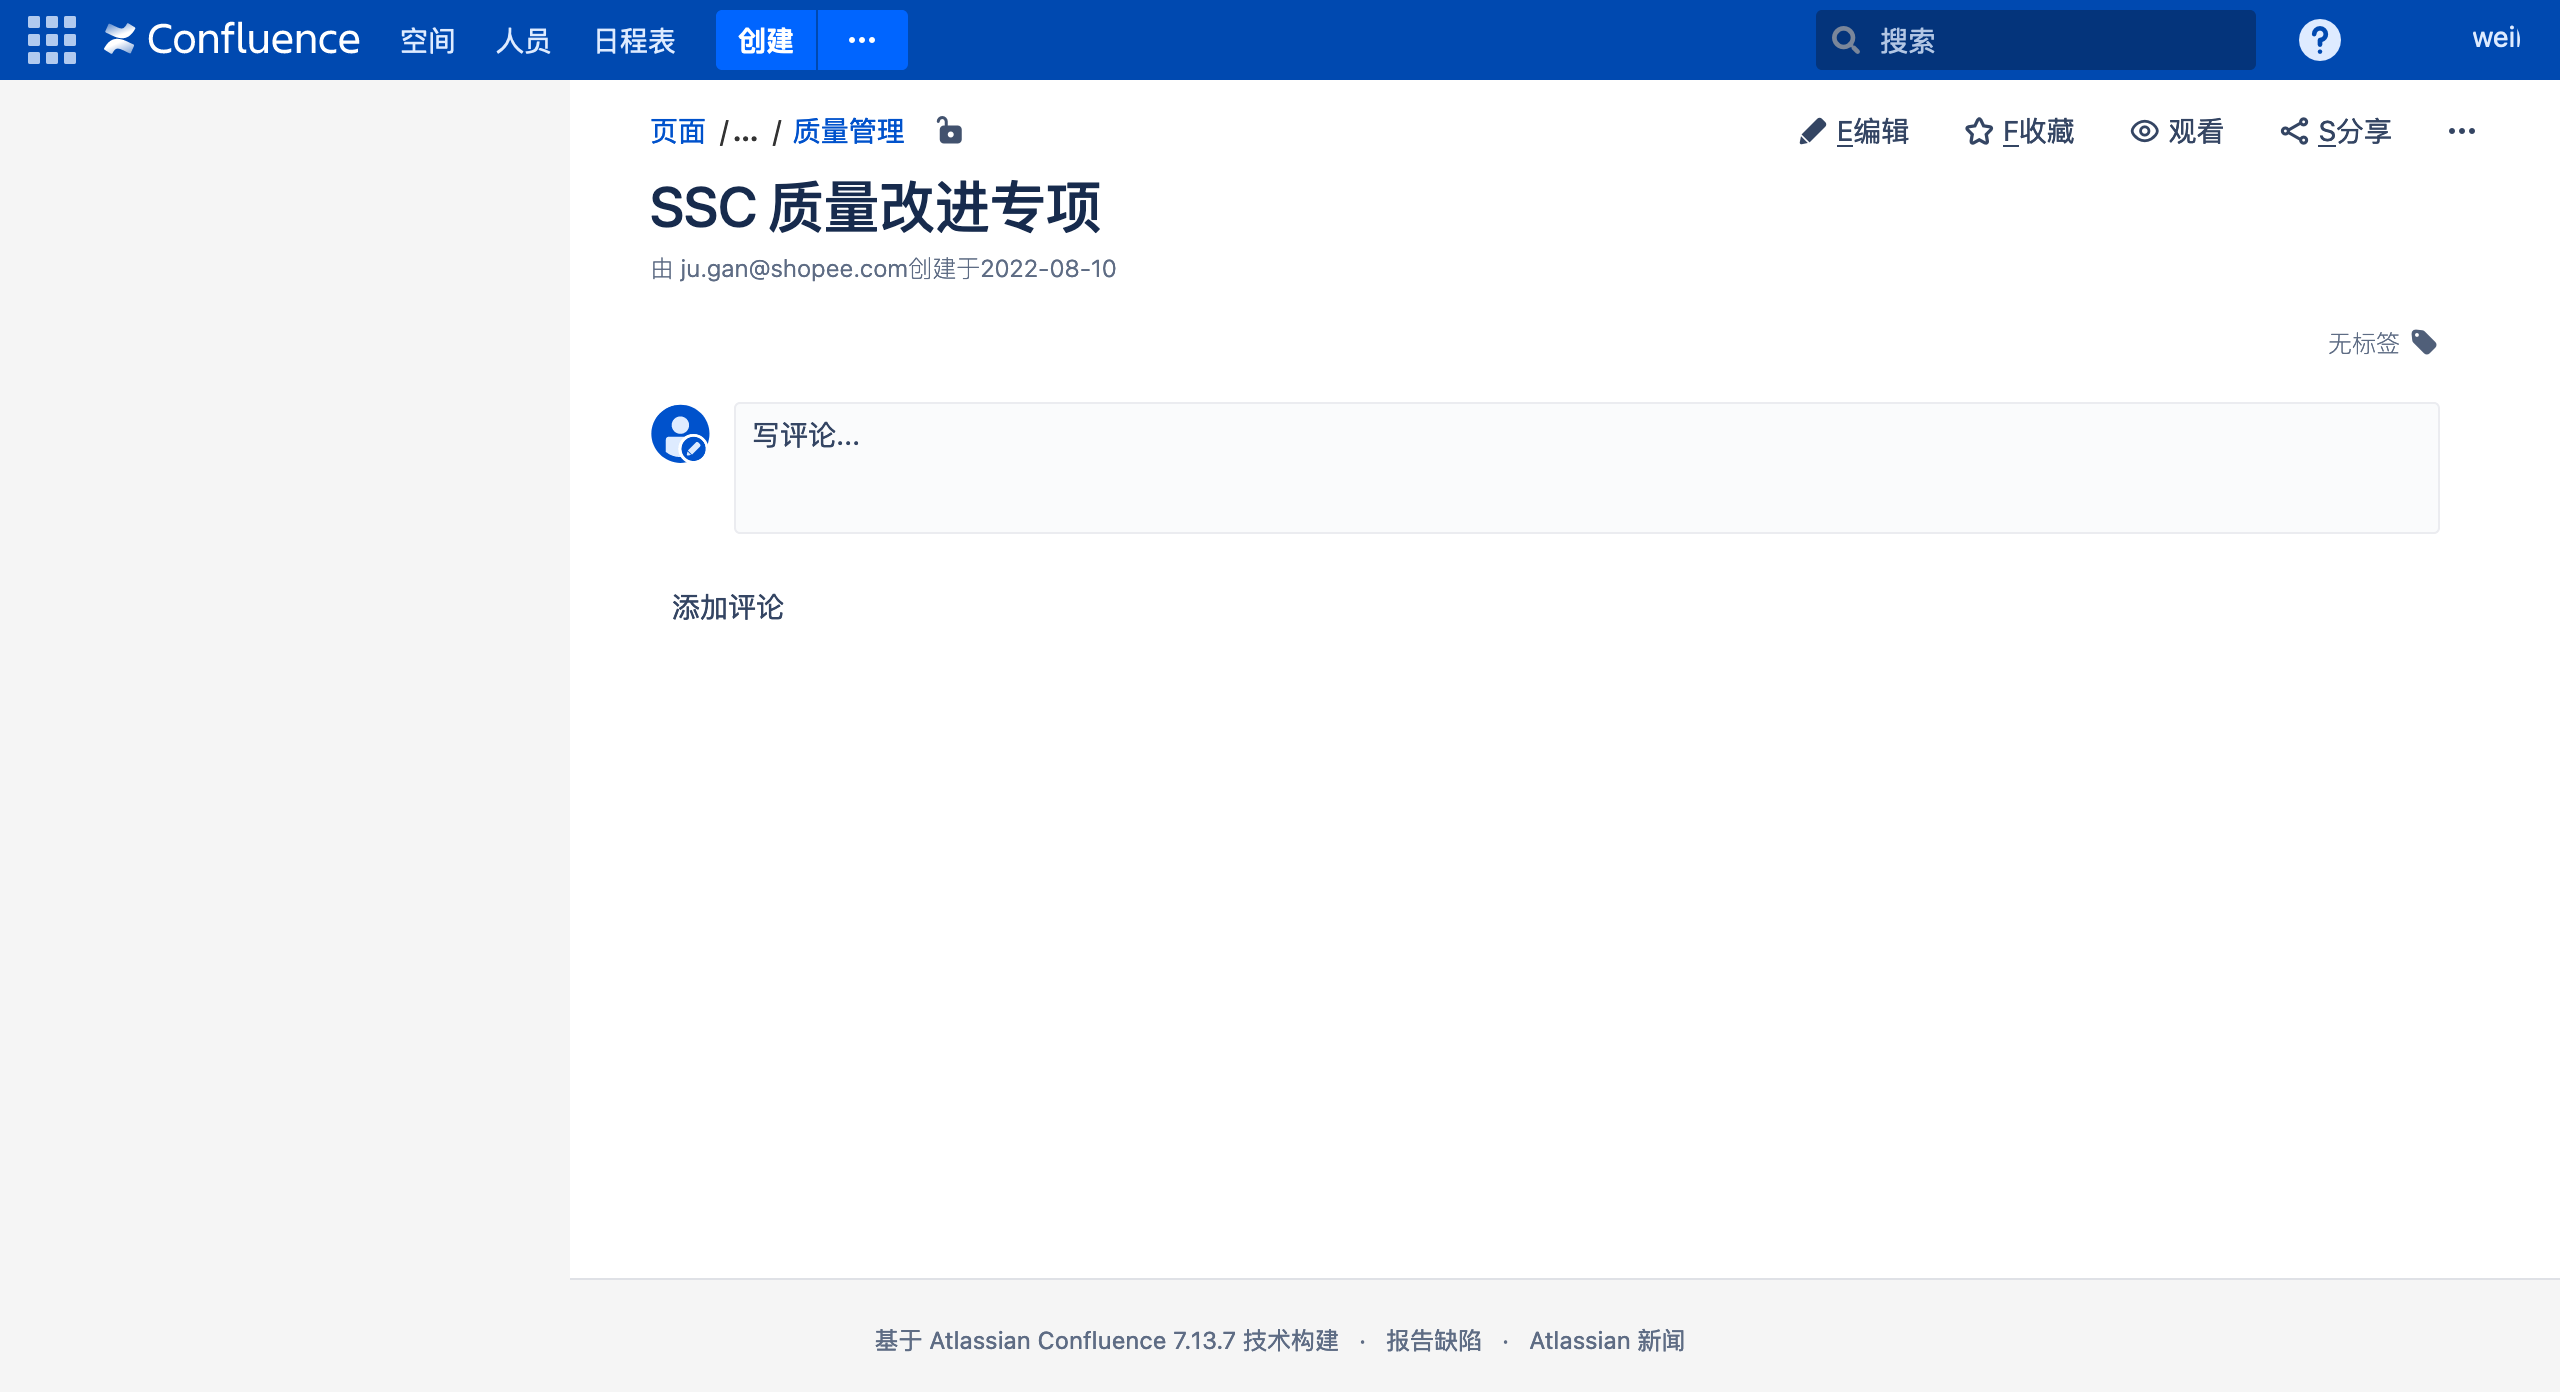 Confluence 空间 人员 日程表 创建 ··· 搜索 ? wei
页面 /... / 质量管理 E编辑 F收藏 观看 S分享 ···
SSC 质量改进专项
由 ju.gan@shopee.com创建于2022-08-10
无标签
写评论...
添加评论
基于 Atlassian Confluence 7.13.7 技术构建 · 报告缺陷 · Atlassian 新闻